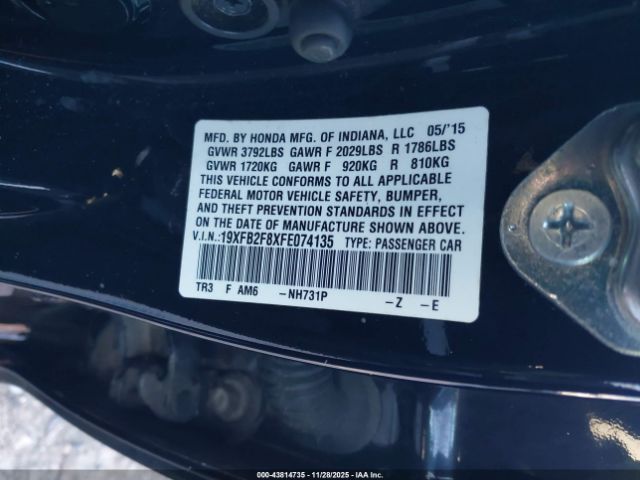 MFD. BY HONDA MFG. OF INDIANA, LLC 05/'15
GVWR 3792LBS GAWR F 2029LBS R 1786LBS
GVWR 1720KG GAWR F 920KG R 810KG
THIS VEHICLE CONFORMS TO ALL APPLICABLE
FEDERAL MOTOR VEHICLE SAFETY, BUMPER,
AND THEFT PREVENTION STANDARDS IN EFFECT
ON THE DATE OF MANUFACTURE SHOWN ABOVE.
V.I.N.:19XFB2F8XFE074135 TYPE: PASSENGER CAR
TR3 F AM6 -NH731P -Z -E
000-43814735 11/28/2025 IAAI, Inc.